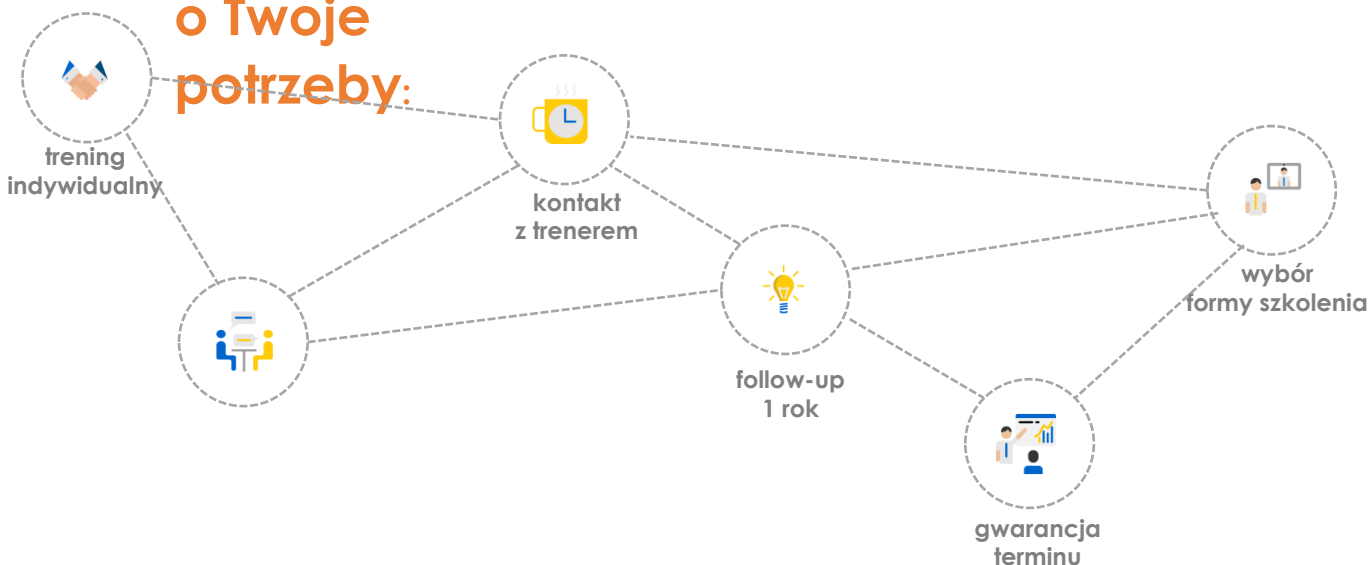 o Twoje
potrzeby:
trening
indywidualny
kontakt
z trenerem
wybór
formy szkolenia
follow-up
1 rok
gwarancja
terminu